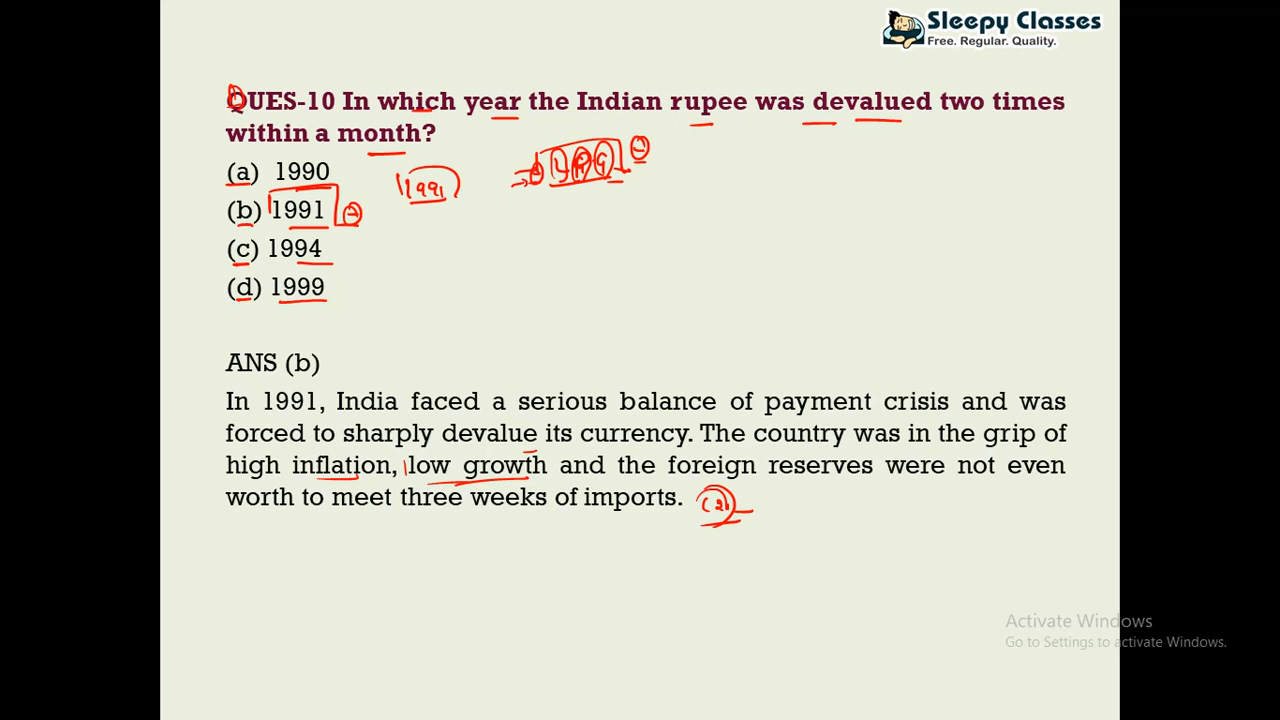 Sleepy Classes
Free. Regular. Quality.
QUES-10 In which year the Indian rupee was devalued two times
within a month?
(a) 1990
1991
LPG
(b) 1991
(c) 1994
(d) 1999
ANS (b)
In 1991, India faced a serious balance of payment crisis and was
forced to sharply devalue its currency. The country was in the grip of
high inflation, low growth and the foreign reserves were not even
worth to meet three weeks of imports.
Activate Windows
Go to Settings to activate Windows.